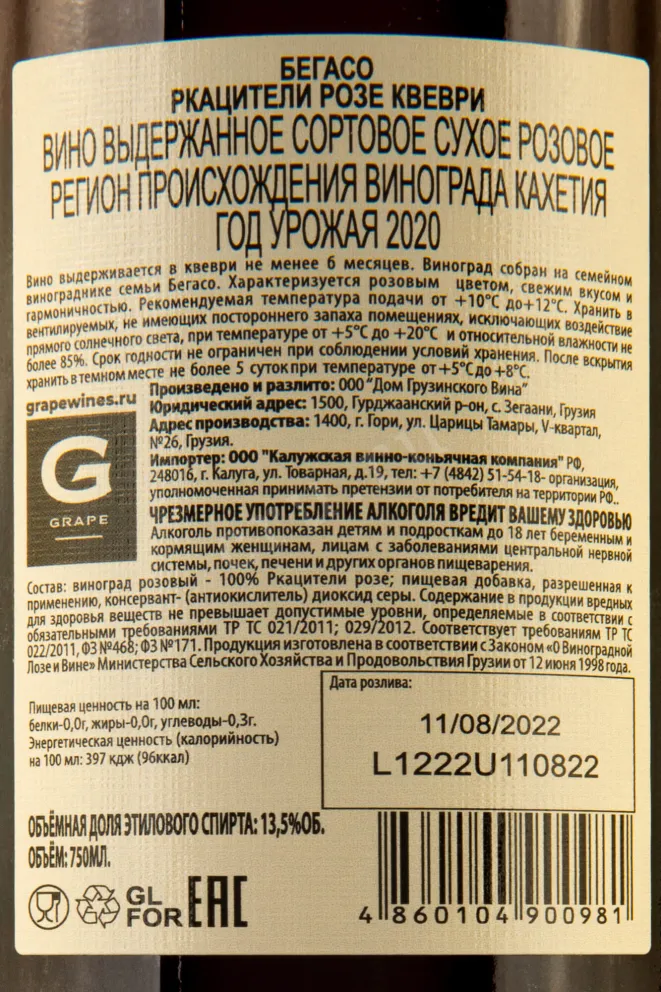 БЕГАСО
РКАЦИТЕЛИ РОЗЕ КВЕВРИ
ВИНО ВЫДЕРЖАННОЕ СОРТОВОЕ СУХОЕ РОЗОВОЕ
РЕГИОН ПРОИСХОЖДЕНИЯ ВИНОГРАДА КАХЕТИЯ
ГОД УРОЖАЯ 2020
Вино выдерживается в квеври не менее 6 месяцев. Виноград собран на семейном
винограднике семьи Бегасо. Характеризуется розовым цветом, свежим вкусом и
гармоничностью. Рекомендуемая температура подачи от +10°С до+12°С. Хранить в
вентилируемых, не имеющих постороннего запаха помещениях, исключающих воздействие
прямого солнечного света, при температуре от +5°С до +20°С и относительной влажности не
более 85%. Срок годности не ограничен при соблюдении условий хранения. После вскрытия
хранить в темном месте не более 5 суток при температуре от +5°С до +8°С.
grapewines.ru
G
GRAPE
Произведено и разлито: ООО "Дом Грузинского Вина"
Юридический адрес: 1500, Гурджаанский р-он, с. Зегаани, Грузия
Адрес производства: 1400, г. Гори, ул. Царицы Тамары, V-квартал,
№26, Грузия.
Импортер: ООО "Калужская винно-коньячная компания" РФ,
248016, г. Калуга, ул. Товарная, д.19, тел: +7 (4842) 51-54-18- организация,
уполномоченная принимать претензии от потребителя на территории РФ..
ЧРЕЗМЕРНОЕ УПОТРЕБЛЕНИЕ АЛКОГОЛЯ ВРЕДИТ ВАШЕМУ ЗДОРОВЬЮ
Алкоголь противопоказан детям и подросткам до 18 лет беременным и
кормящим женщинам, лицам с заболеваниями центральной нервной
системы, почек, печени и других органов пищеварения.
Состав: виноград розовый - 100% Ркацители розе; пищевая добавка, разрешенная к
применению, консервант- (антиокислитель) диоксид серы. Содержание в продукции вредных
для здоровья веществ не превышает допустимые уровни, определяемые в соответствии с
обязательными требованиями ТР ТС 021/2011; 029/2012. Соответствует требованиям ТР ТС
022/2011, ФЗ №468; ФЗ №171. Продукция изготовлена в соответствии с Законом «О Виноградной
Лозе и Вине» Министерства Сельского Хозяйства и Продовольствия Грузии от 12 июня 1998 года.
Пищевая ценность на 100 мл:
белки-0,0г, жиры-0,0г, углеводы-0,3г.
Энергетическая ценность (калорийность)
на 100 мл: 397 кдж (96ккал)
Дата розлива:
11/08/2022
L1222U110822
ОБЪЁМНАЯ ДОЛЯ ЭТИЛОВОГО СПИРТА: 13,5%ОБ.
ОБЪЁМ: 750МЛ.
GL
FOR
EAC
4 860104 900981